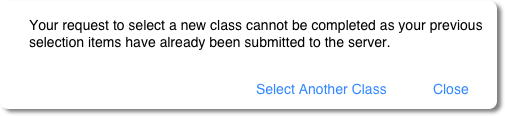 Your request to select a new class cannot be completed as your previous
selection items have already been submitted to the server.
Select Another Class Close